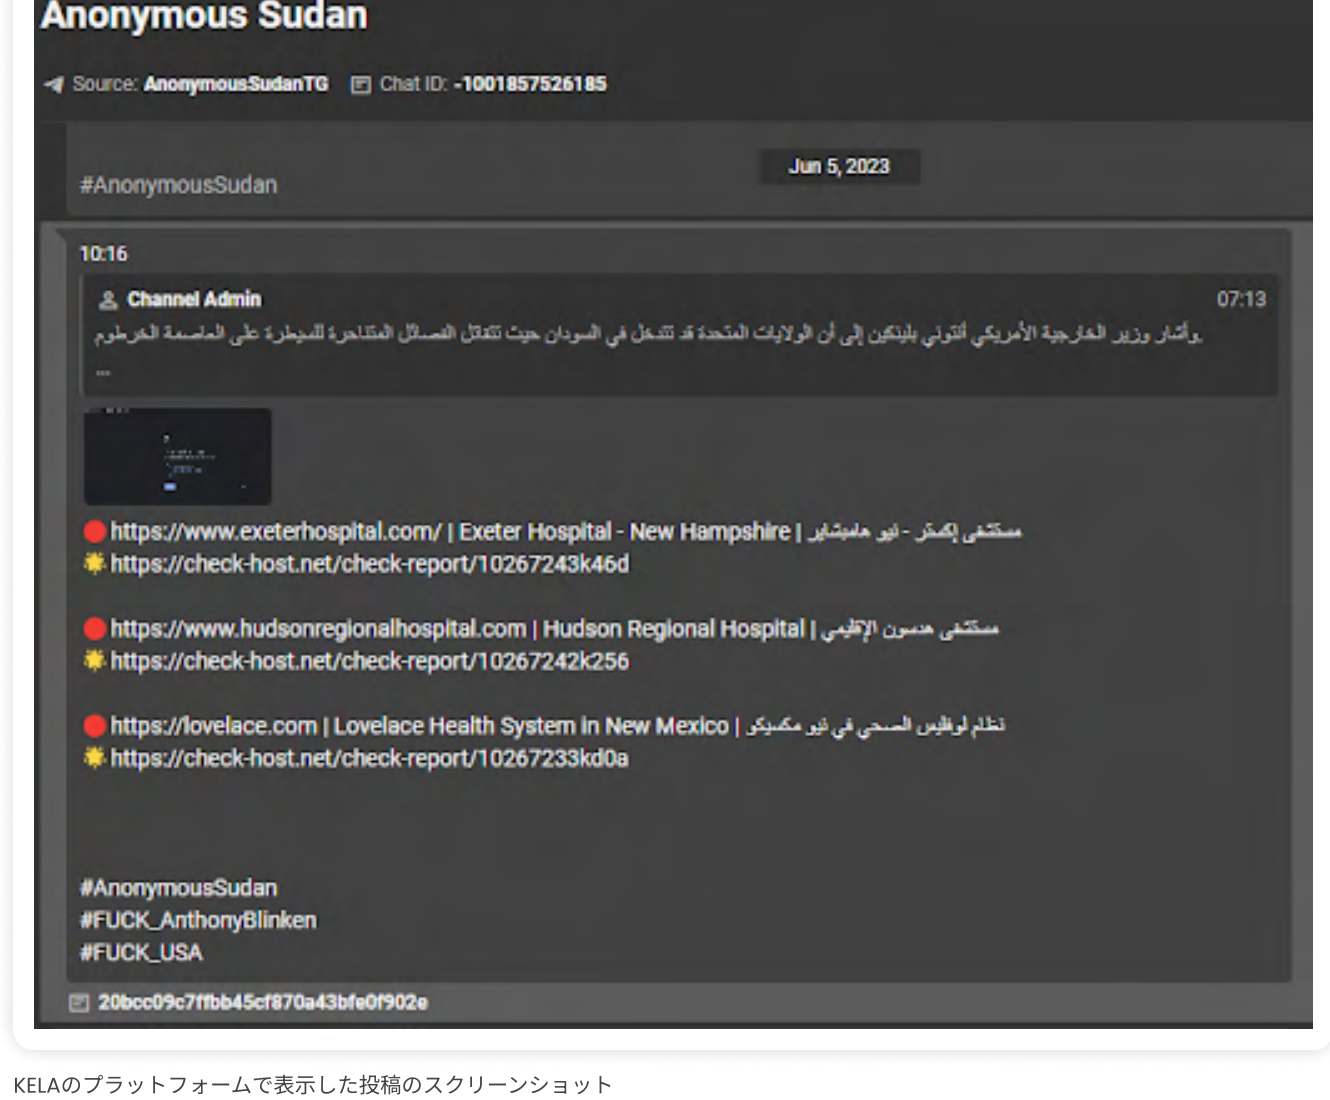 Anonymous Sudan
Source: AnonymousSudanTG Chat ID: -1001857526185
Jun 5, 2023
#AnonymousSudan
10:16
Channel Admin 07:13
وأشار وزير الخارجية الأمريكي أنتوني بلينكين إلى أن الولايات المتحدة قد تتدخل في السودان حيث تتقاتل الفصائل المتناحرة للسيطرة على العاصمة الخرطوم.
...
https://www.exeterhospital.com/ | Exeter Hospital - New Hampshire | مستشفى إكستر - نيو هامبشاير
https://check-host.net/check-report/10267243k46d
https://www.hudsonregionalhospital.com | Hudson Regional Hospital | مستشفى هدسون الإقليمي
https://check-host.net/check-report/10267242k256
https://lovelace.com | Lovelace Health System in New Mexico | نظام لوفليس الصحي في نيو مكسيكو
https://check-host.net/check-report/10267233kd0a
#AnonymousSudan
#FUCK_AnthonyBlinken
#FUCK_USA
20bcc09c7ffbb45cf870a43bfe0f902e
KELAのプラットフォームで表示した投稿のスクリーンショット